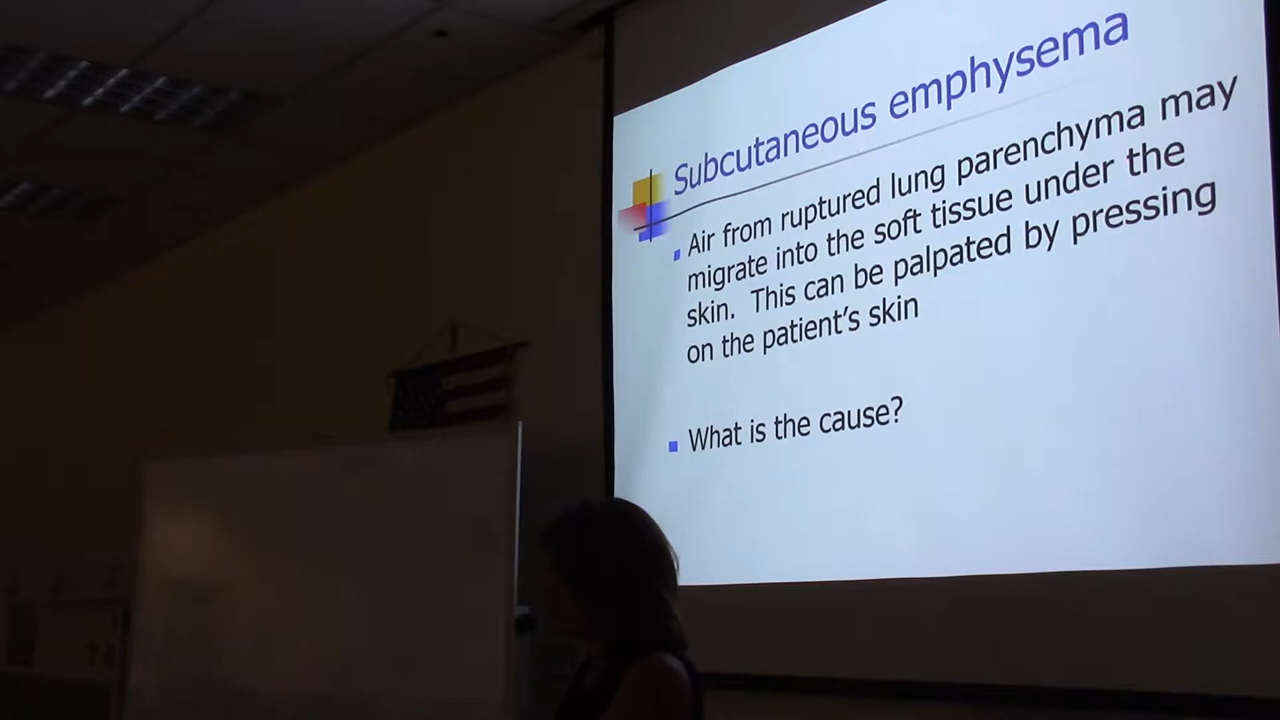 Subcutaneous emphysema
Air from ruptured lung parenchyma may
migrate into the soft tissue under the
skin.  This can be palpated by pressing
on the patient's skin
What is the cause?